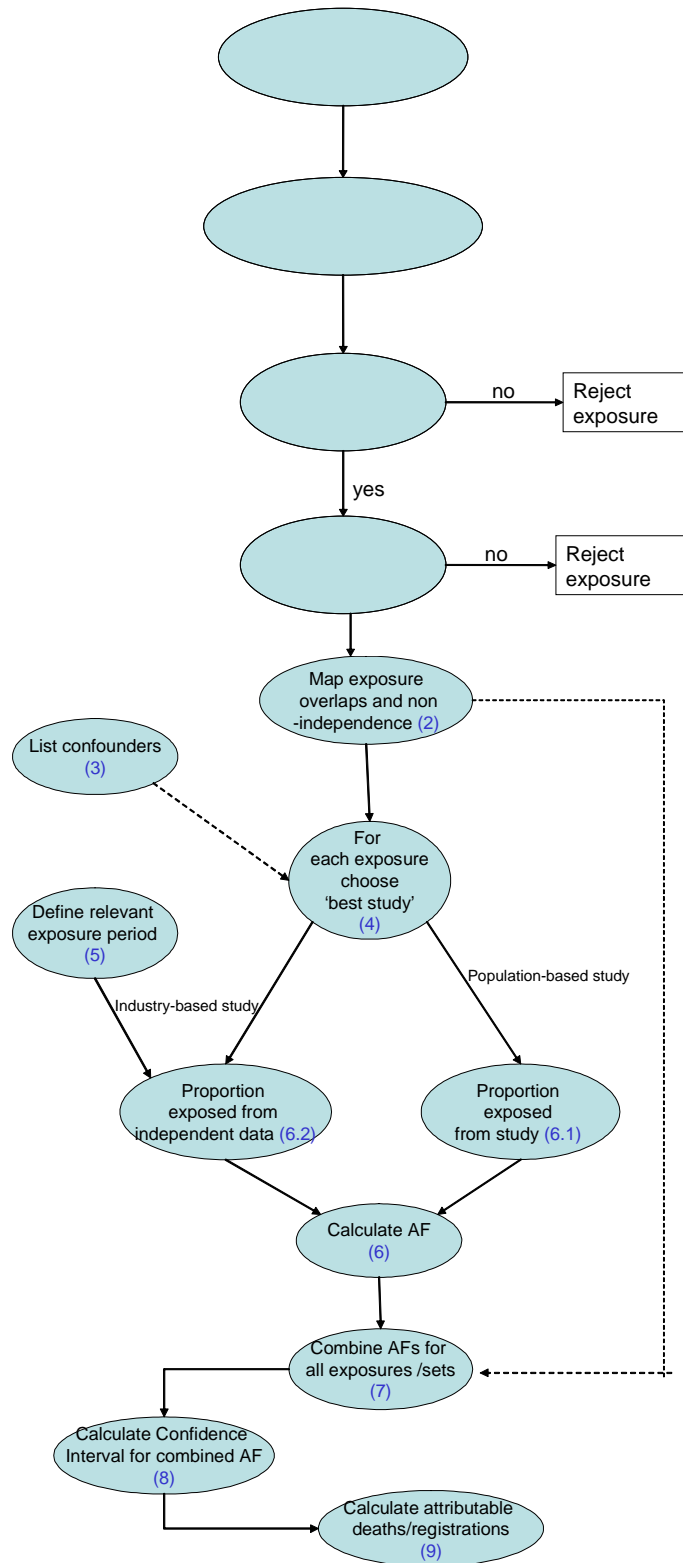 no
Reject
exposure
yes
no
Reject
exposure
Map exposure
overlaps and non
-independence (2)
List confounders
(3)
For
each exposure
choose
‘best study’
(4)
Define relevant
exposure period
(5)
Industry-based study
Population-based study
Proportion
exposed from
independent data (6.2)
Proportion
exposed
from study (6.1)
Calculate AF
(6)
Combine AFs for
all exposures /sets
(7)
Calculate Confidence
Interval for combined AF
(8)
Calculate attributable
deaths/registrations
(9)